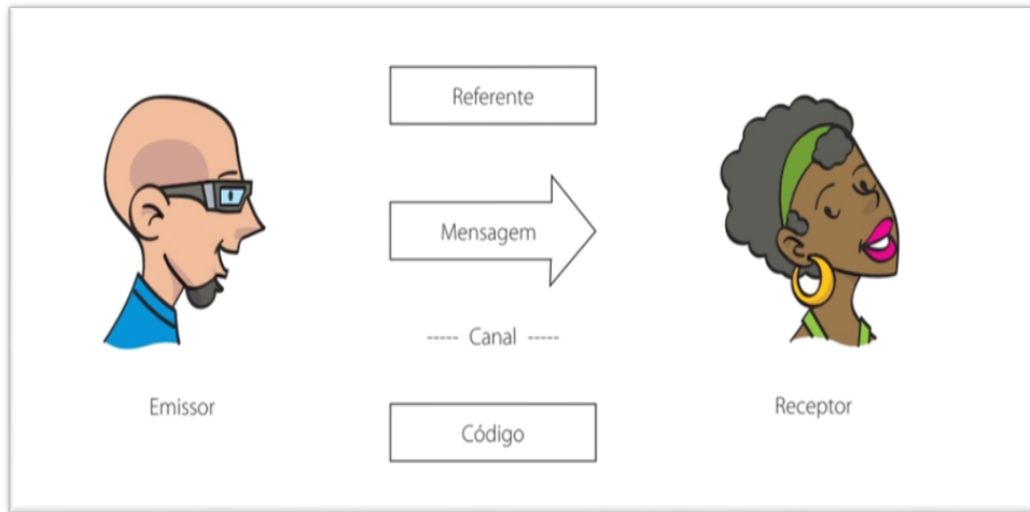 Referente
Mensagem
----- Canal -----
Emissor
Receptor
Código